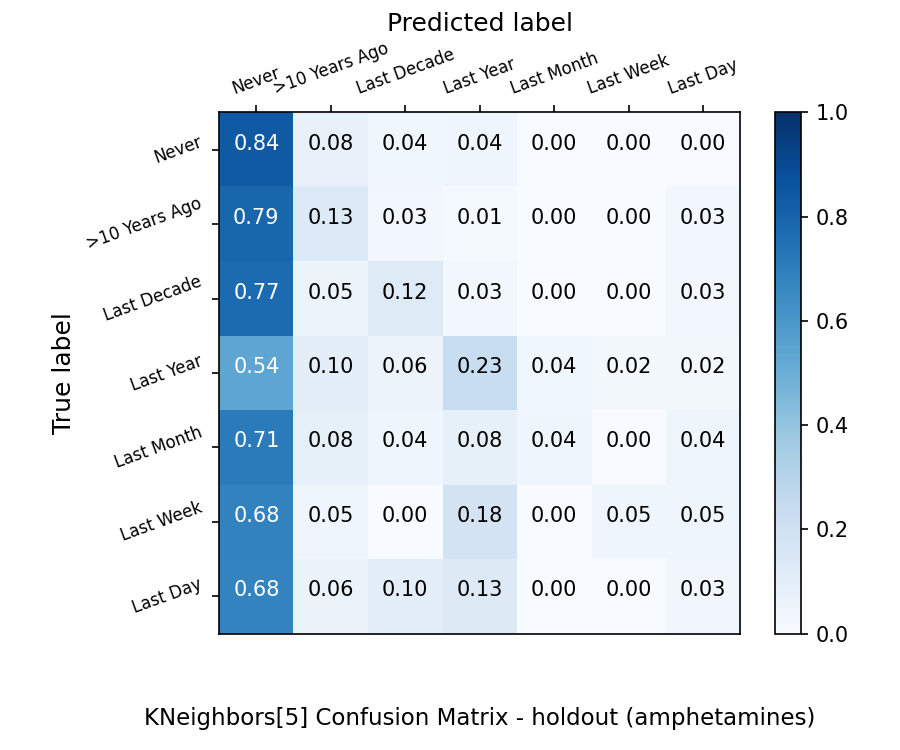 Predicted label
Never >10 Years Ago Last Decade Last Year Last Month Last Week Last Day
1.0
0.8
0.6
0.4
0.2
0.0
True label
Never 0.84 0.08 0.04 0.04 0.00 0.00 0.00
>10 Years Ago 0.79 0.13 0.03 0.01 0.00 0.00 0.03
Last Decade 0.77 0.05 0.12 0.03 0.00 0.00 0.03
Last Year 0.54 0.10 0.06 0.23 0.04 0.02 0.02
Last Month 0.71 0.08 0.04 0.08 0.04 0.00 0.04
Last Week 0.68 0.05 0.00 0.18 0.00 0.05 0.05
Last Day 0.68 0.06 0.10 0.13 0.00 0.00 0.03
KNeighbors[5] Confusion Matrix - holdout (amphetamines)